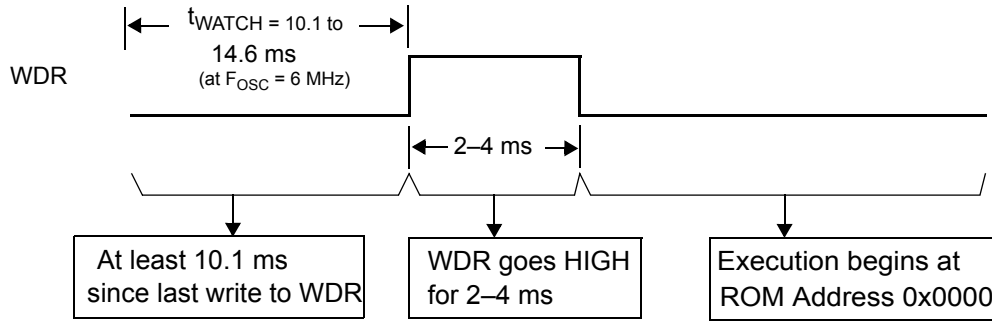 tWATCH = 10.1 to
14.6 ms
(at FOSC = 6 MHz)
WDR
2–4 ms
At least 10.1 ms
since last write to WDR
WDR goes HIGH
for 2–4 ms
Execution begins at
ROM Address 0x0000